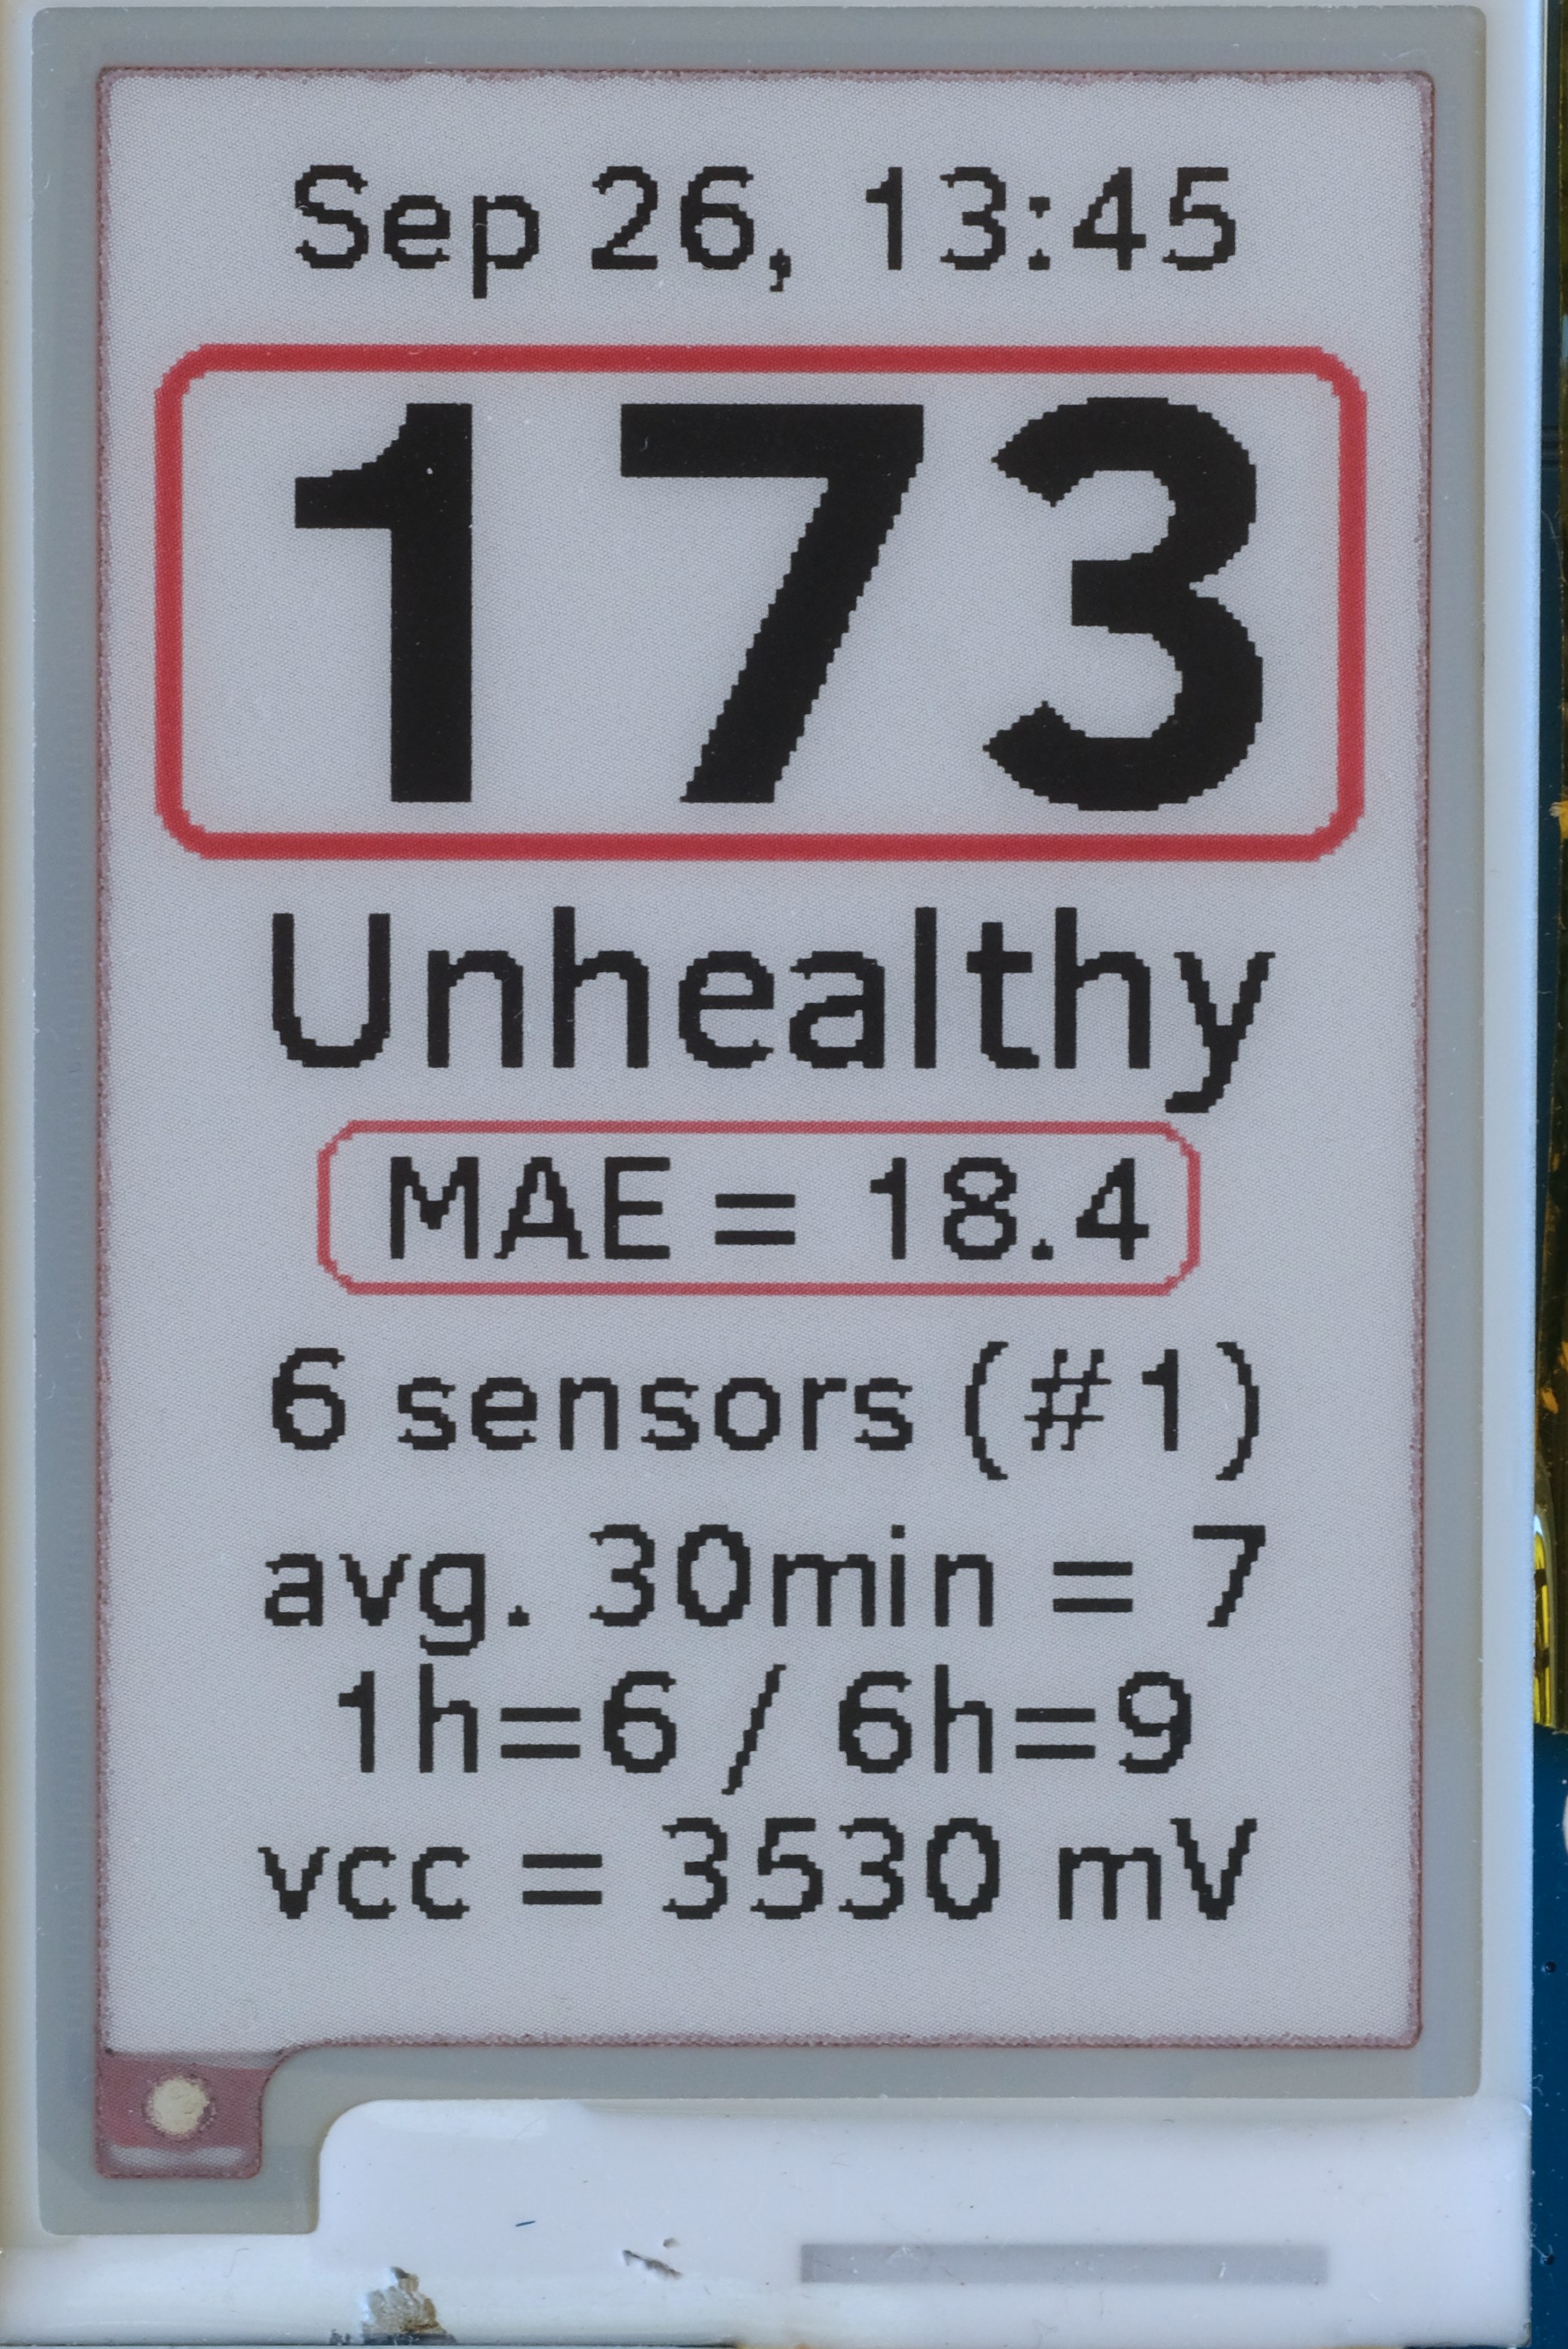 Sep 26, 13:45
173
Unhealthy
MAE = 18.4
6 sensors (#1)
avg. 30min = 7
1h=6 / 6h=9
vcc = 3530 mV